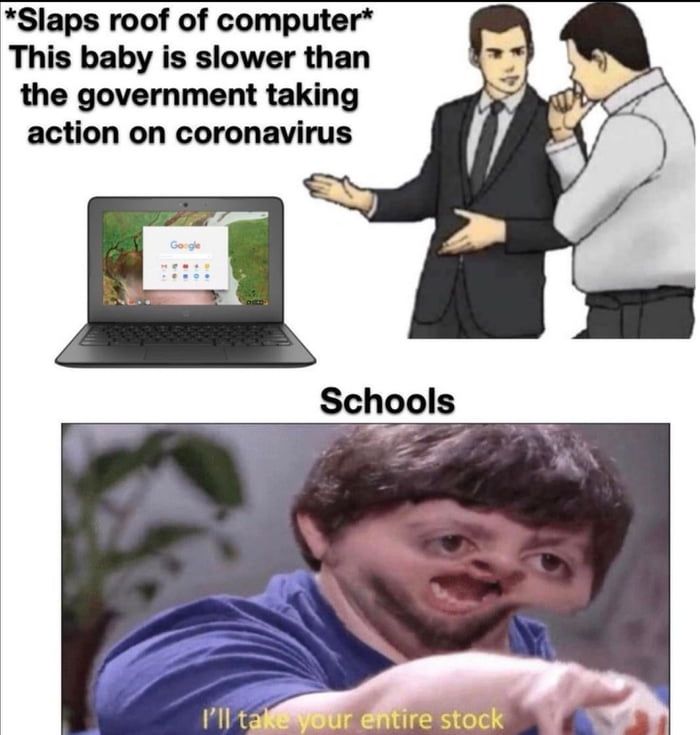 *Slaps roof of computer*
This baby is slower than
the government taking
action on coronavirus
Google
Schools
I'll take your entire stock